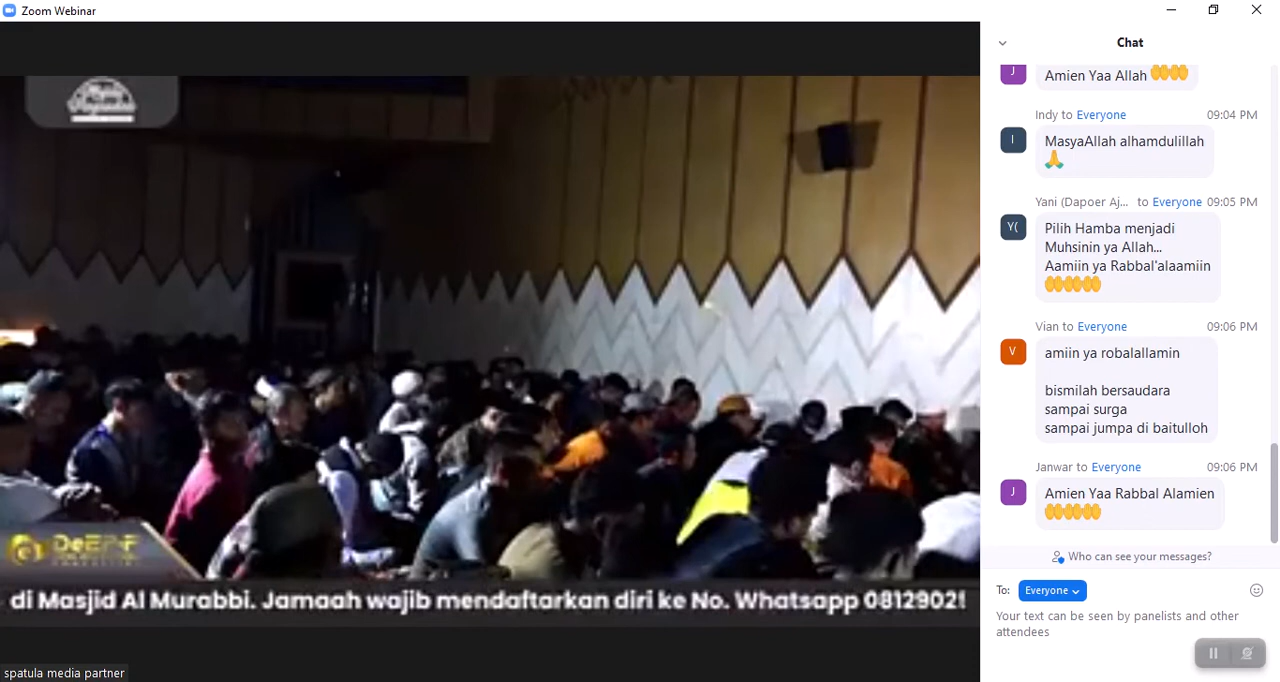 Zoom Webinar
di Masjid Al Murabbi. Jamaah wajib mendaftarkan diri ke No. Whatsapp 0812902
spatula media partner
Chat
J
Amien Yaa Allah 🤲🤲
Indy to Everyone 09:04 PM
I
MasyaAllah alhamdulillah
🙏
Yani (Dapoer Aj... to Everyone 09:05 PM
Y(
Pilih Hamba menjadi
Muhsinin ya Allah...
Aamiin ya Rabbal'alaamiin
🤲🤲🤲
Vian to Everyone 09:06 PM
V
amiin ya robalallamin
bismilah bersaudara
sampai surga
sampai jumpa di baitulloh
Janwar to Everyone 09:06 PM
J
Amien Yaa Rabbal Alamien
🤲🤲🤲
Who can see your messages?
To: Everyone
Your text can be seen by panelists and other
attendees